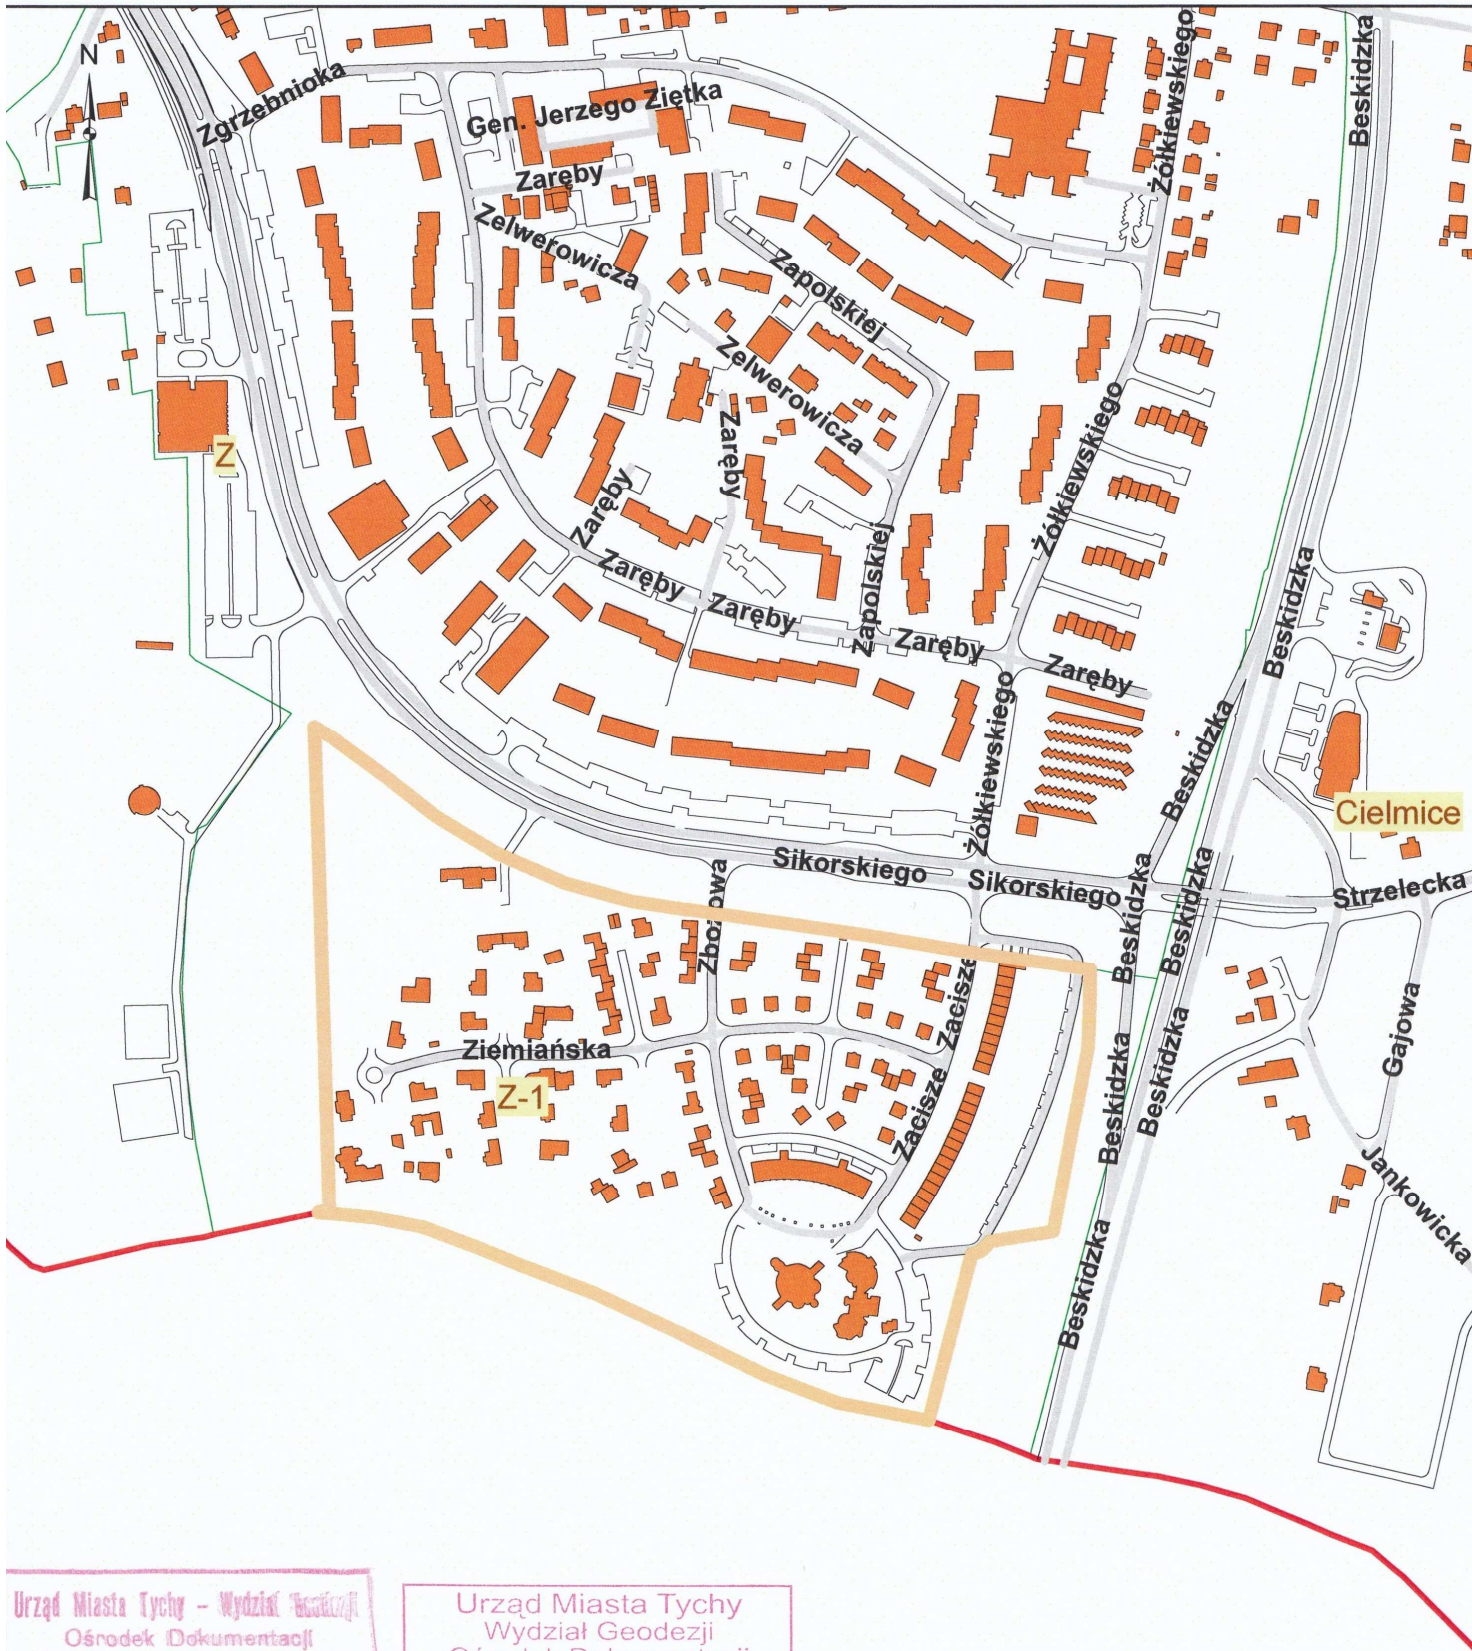 N
Zgrzebnioka
Gen. Jerzego Ziętka
Zaręby
Zelwerowicza
Żółkiewskiego
Beskidzka
Zapolskiej
Zelwerowicza
Zaręby
Z
Zaręby
Żółkiewskiego
Zapolskiej
Zaręby
Zaręby
Zaręby
Zaręby
Beskidzka
Żółkiewskiego
Beskidzka
Cielmice
Sikorskiego
Sikorskiego
Strzelecka
Zbożowa
Beskidzka
Beskidzka
Zacisze
Ziemiańska
Z-1
Zacisze
Beskidzka
Beskidzka
Gajowa
Jankowicka
Beskidzka
Urząd Miasta Tychy - Wydział
Ośrodek Dokumentacji
Urząd Miasta Tychy
Wydział Geodezji